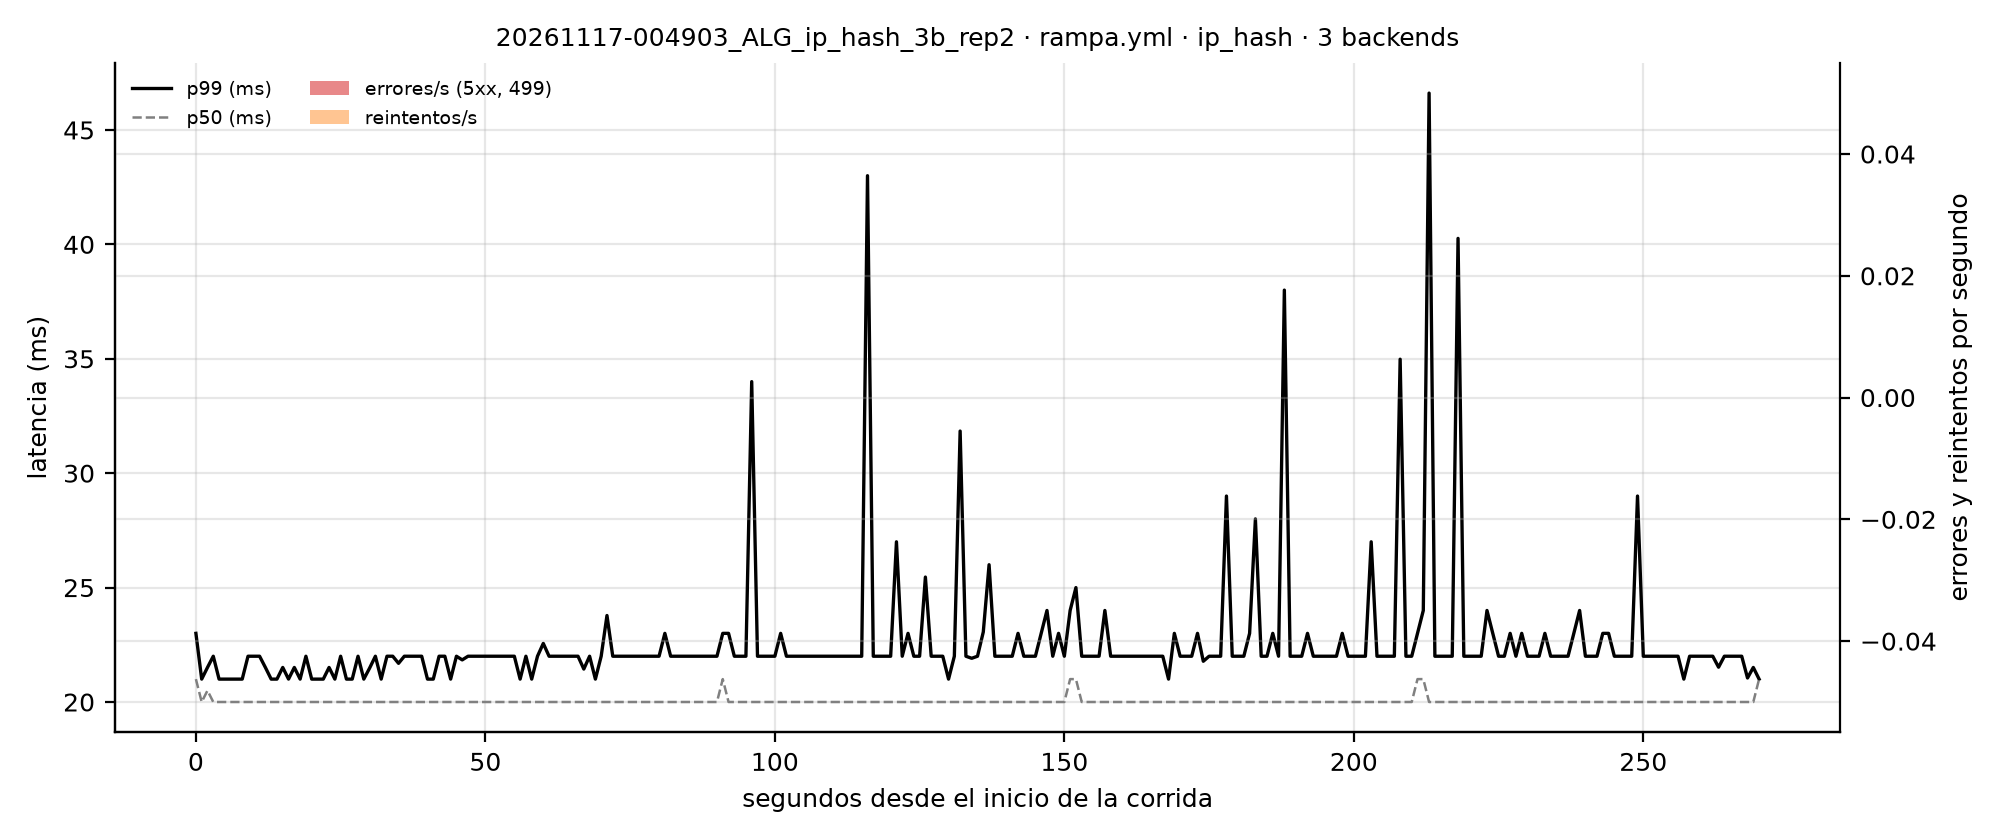 20261117-004903_ALG_ip_hash_3b_rep2 · rampa.yml · ip_hash · 3 backends
p99 (ms)
p50 (ms)
errores/s (5xx, 499)
reintentos/s
latencia (ms)
45
40
35
30
25
20
0.04
0.02
0.00
−0.02
−0.04
errores y reintentos por segundo
0 50 100 150 200 250
segundos desde el inicio de la corrida